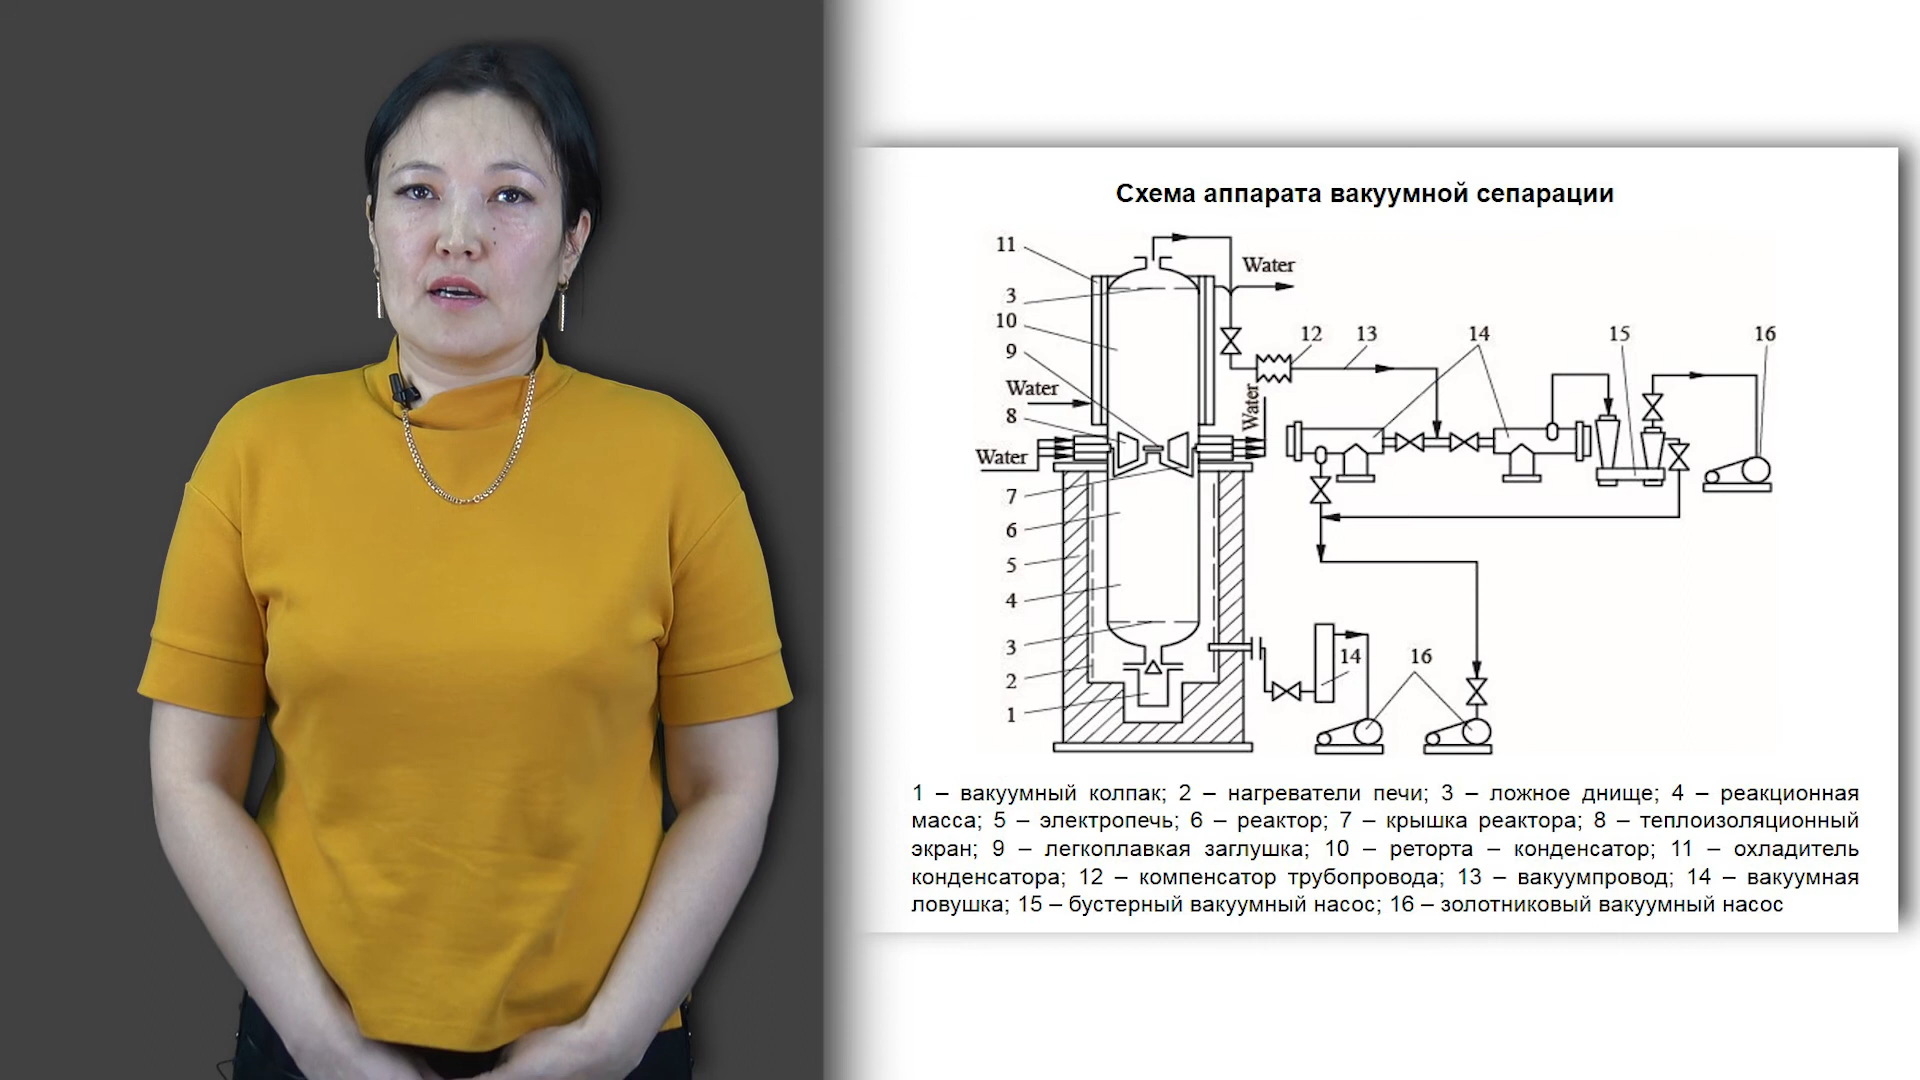 Схема аппарата вакуумной сепарации
11
Water
3
10
12
13
14
15
16
9
Water
Water
8
Water
7
6
5
4
3
14
16
2
1
1 – вакуумный колпак; 2 – нагреватели печи; 3 – ложное днище; 4 – реакционная
масса; 5 – электропечь; 6 – реактор; 7 – крышка реактора; 8 – теплоизоляционный
экран; 9 – легкоплавкая заглушка; 10 – реторта – конденсатор; 11 – охладитель
конденсатора; 12 – компенсатор трубопровода; 13 – вакуумпровод; 14 – вакуумная
ловушка; 15 – бустерный вакуумный насос; 16 – золотниковый вакуумный насос